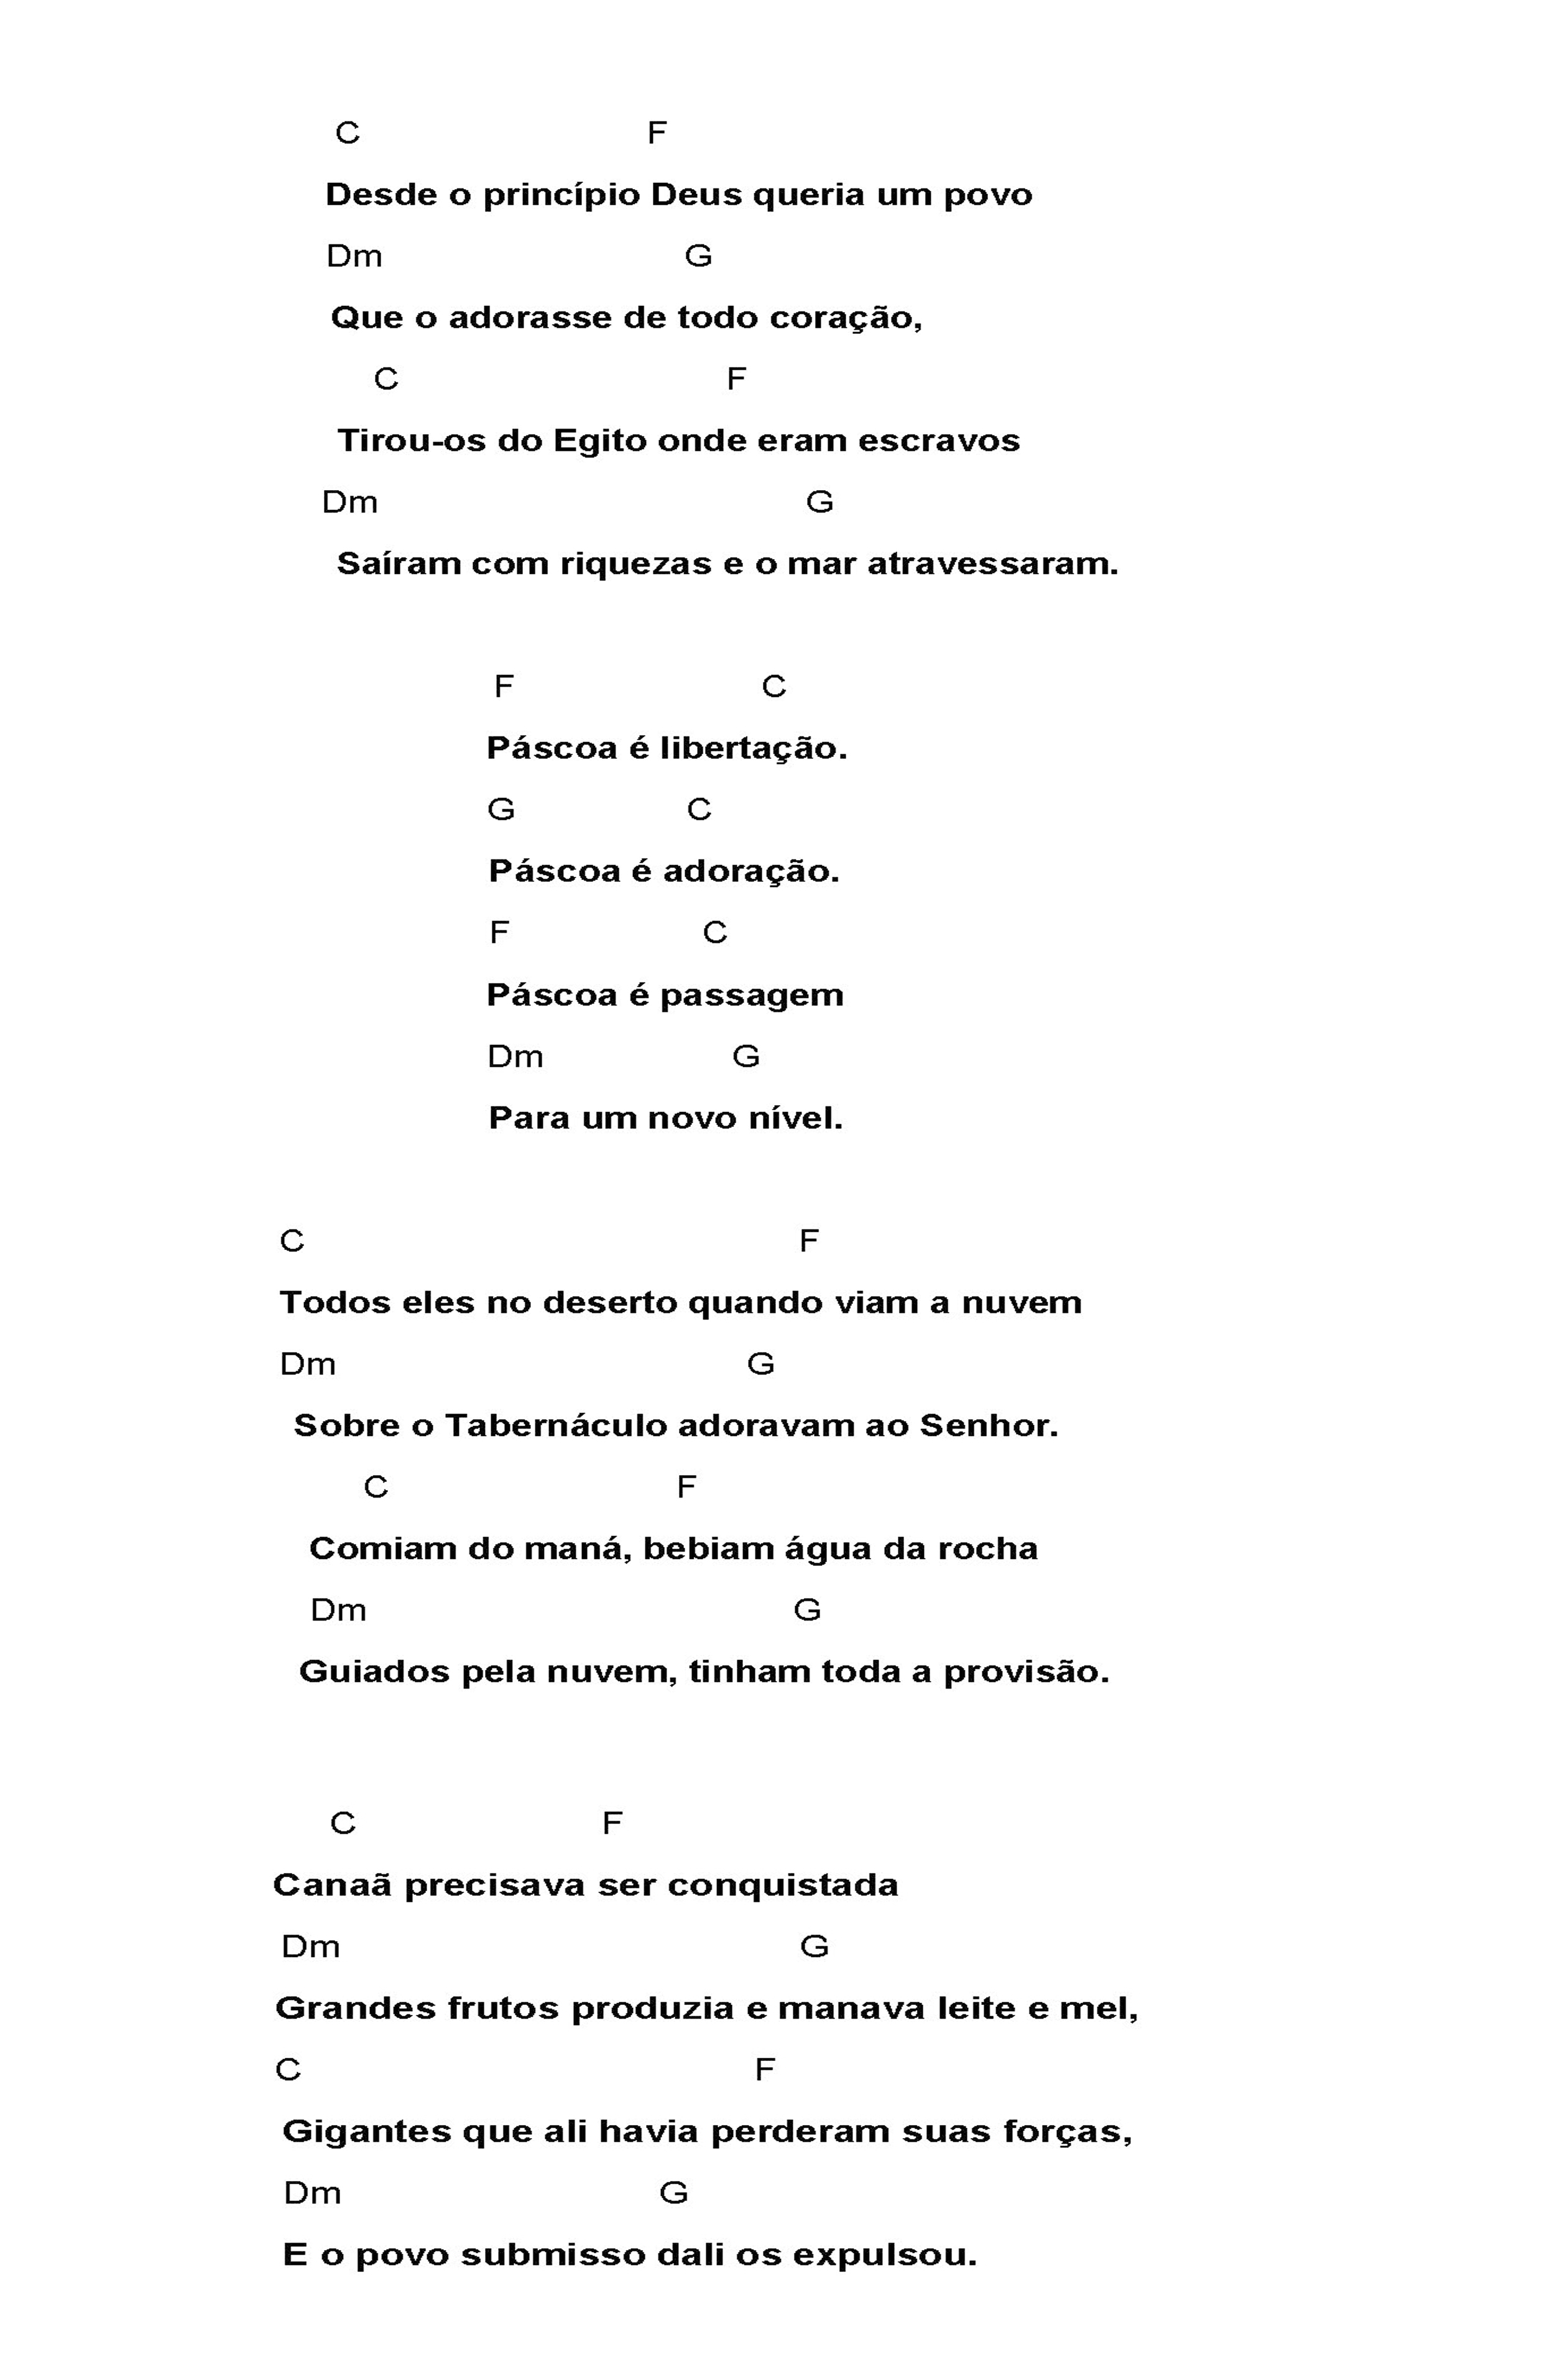 C F
Desde o princípio Deus queria um povo
Dm G
Que o adorasse de todo coração,
C F
Tirou-os do Egito onde eram escravos
Dm G
Saíram com riquezas e o mar atravessaram.
F C
Páscoa é libertação.
G C
Páscoa é adoração.
F C
Páscoa é passagem
Dm G
Para um novo nível.
C F
Todos eles no deserto quando viam a nuvem
Dm G
Sobre o Tabernáculo adoravam ao Senhor.
C F
Comiam do maná, bebiam água da rocha
Dm G
Guiados pela nuvem, tinham toda a provisão.
C F
Canaã precisava ser conquistada
Dm G
Grandes frutos produzia e manava leite e mel,
C F
Gigantes que ali havia perderam suas forças,
Dm G
E o povo submisso dali os expulsou.